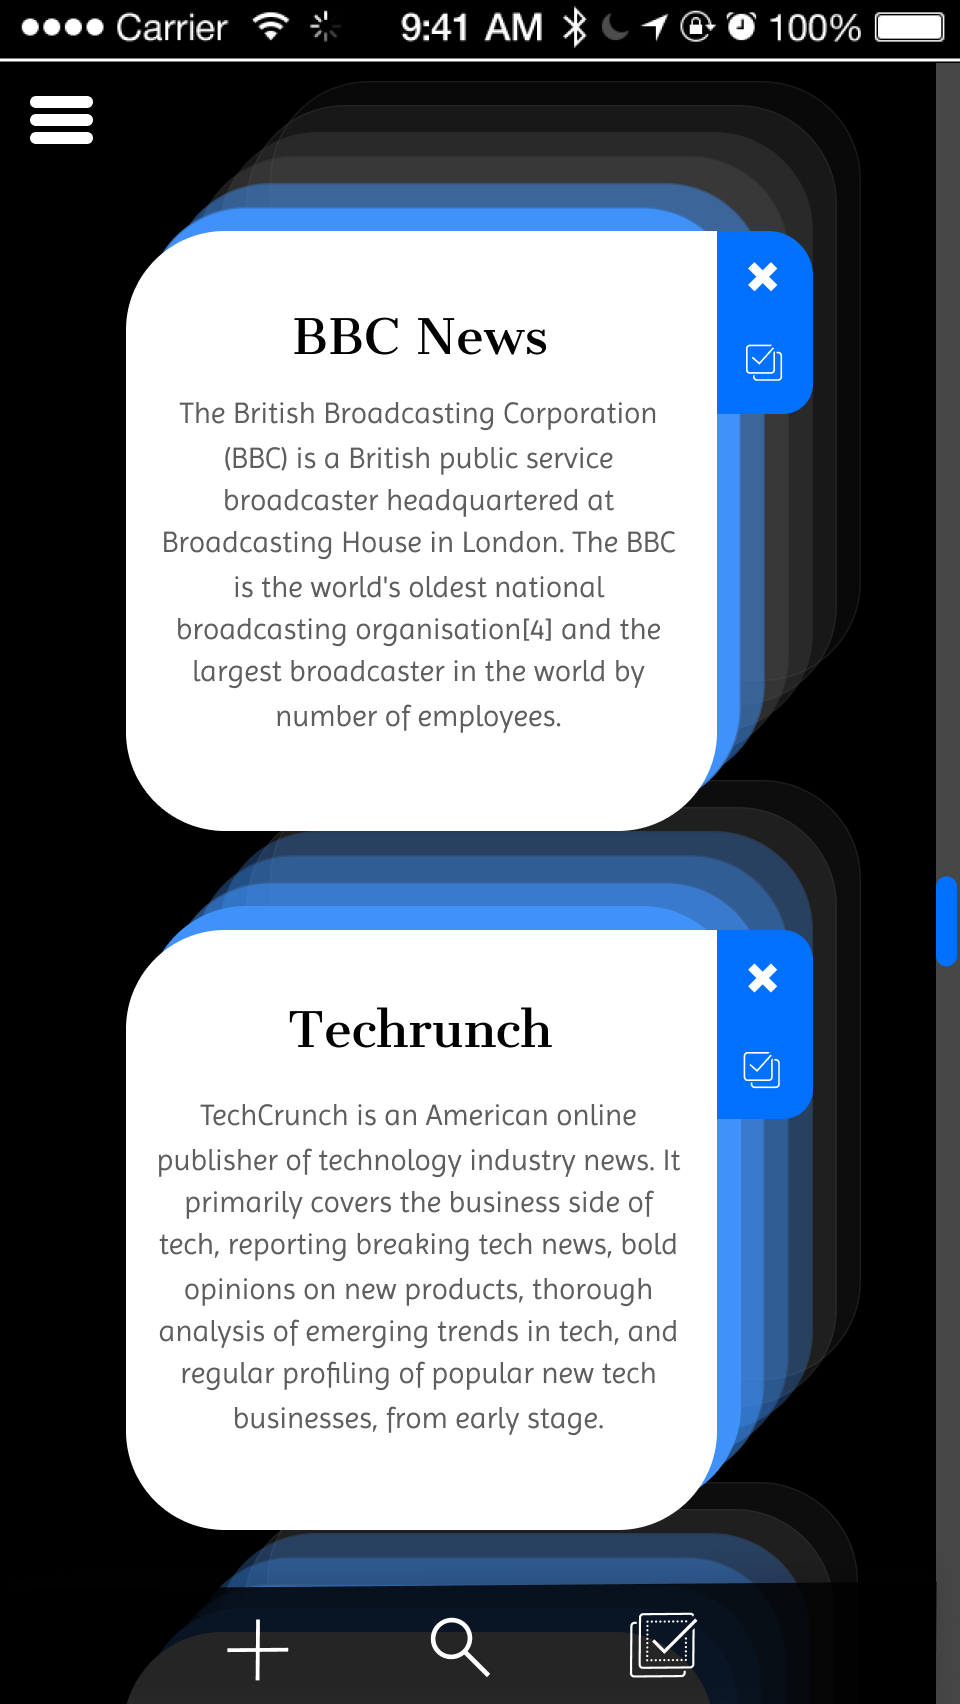 Carrier 9:41 AM 100%
BBC News
The British Broadcasting Corporation
(BBC) is a British public service
broadcaster headquartered at
Broadcasting House in London. The BBC
is the world's oldest national
broadcasting organisation[4] and the
largest broadcaster in the world by
number of employees.
Techrunch
TechCrunch is an American online
publisher of technology industry news. It
primarily covers the business side of
tech, reporting breaking tech news, bold
opinions on new products, thorough
analysis of emerging trends in tech, and
regular profiling of popular new tech
businesses, from early stage.